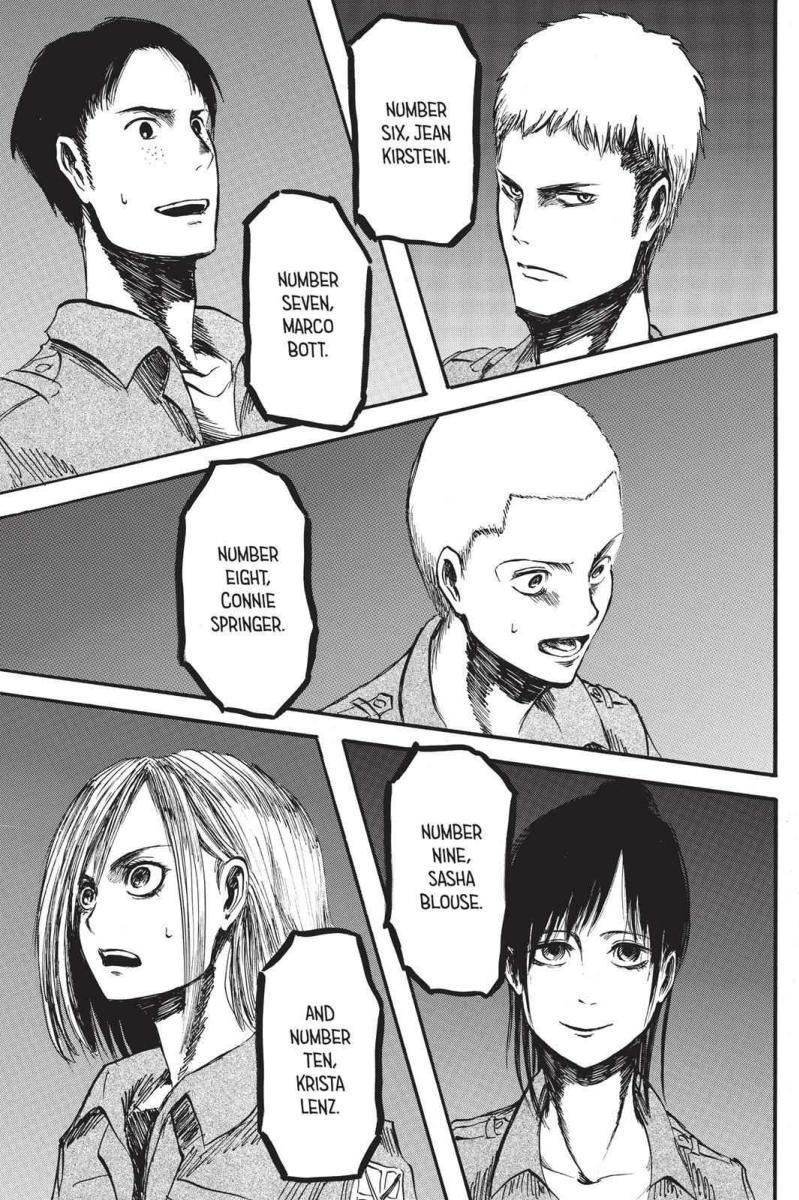 NUMBER
SIX, JEAN
KIRSTEIN.
NUMBER
SEVEN,
MARCO
BOTT.
NUMBER
EIGHT,
CONNIE
SPRINGER.
NUMBER
NINE,
SASHA
BLOUSE.
AND
NUMBER
TEN,
KRISTA
LENZ.